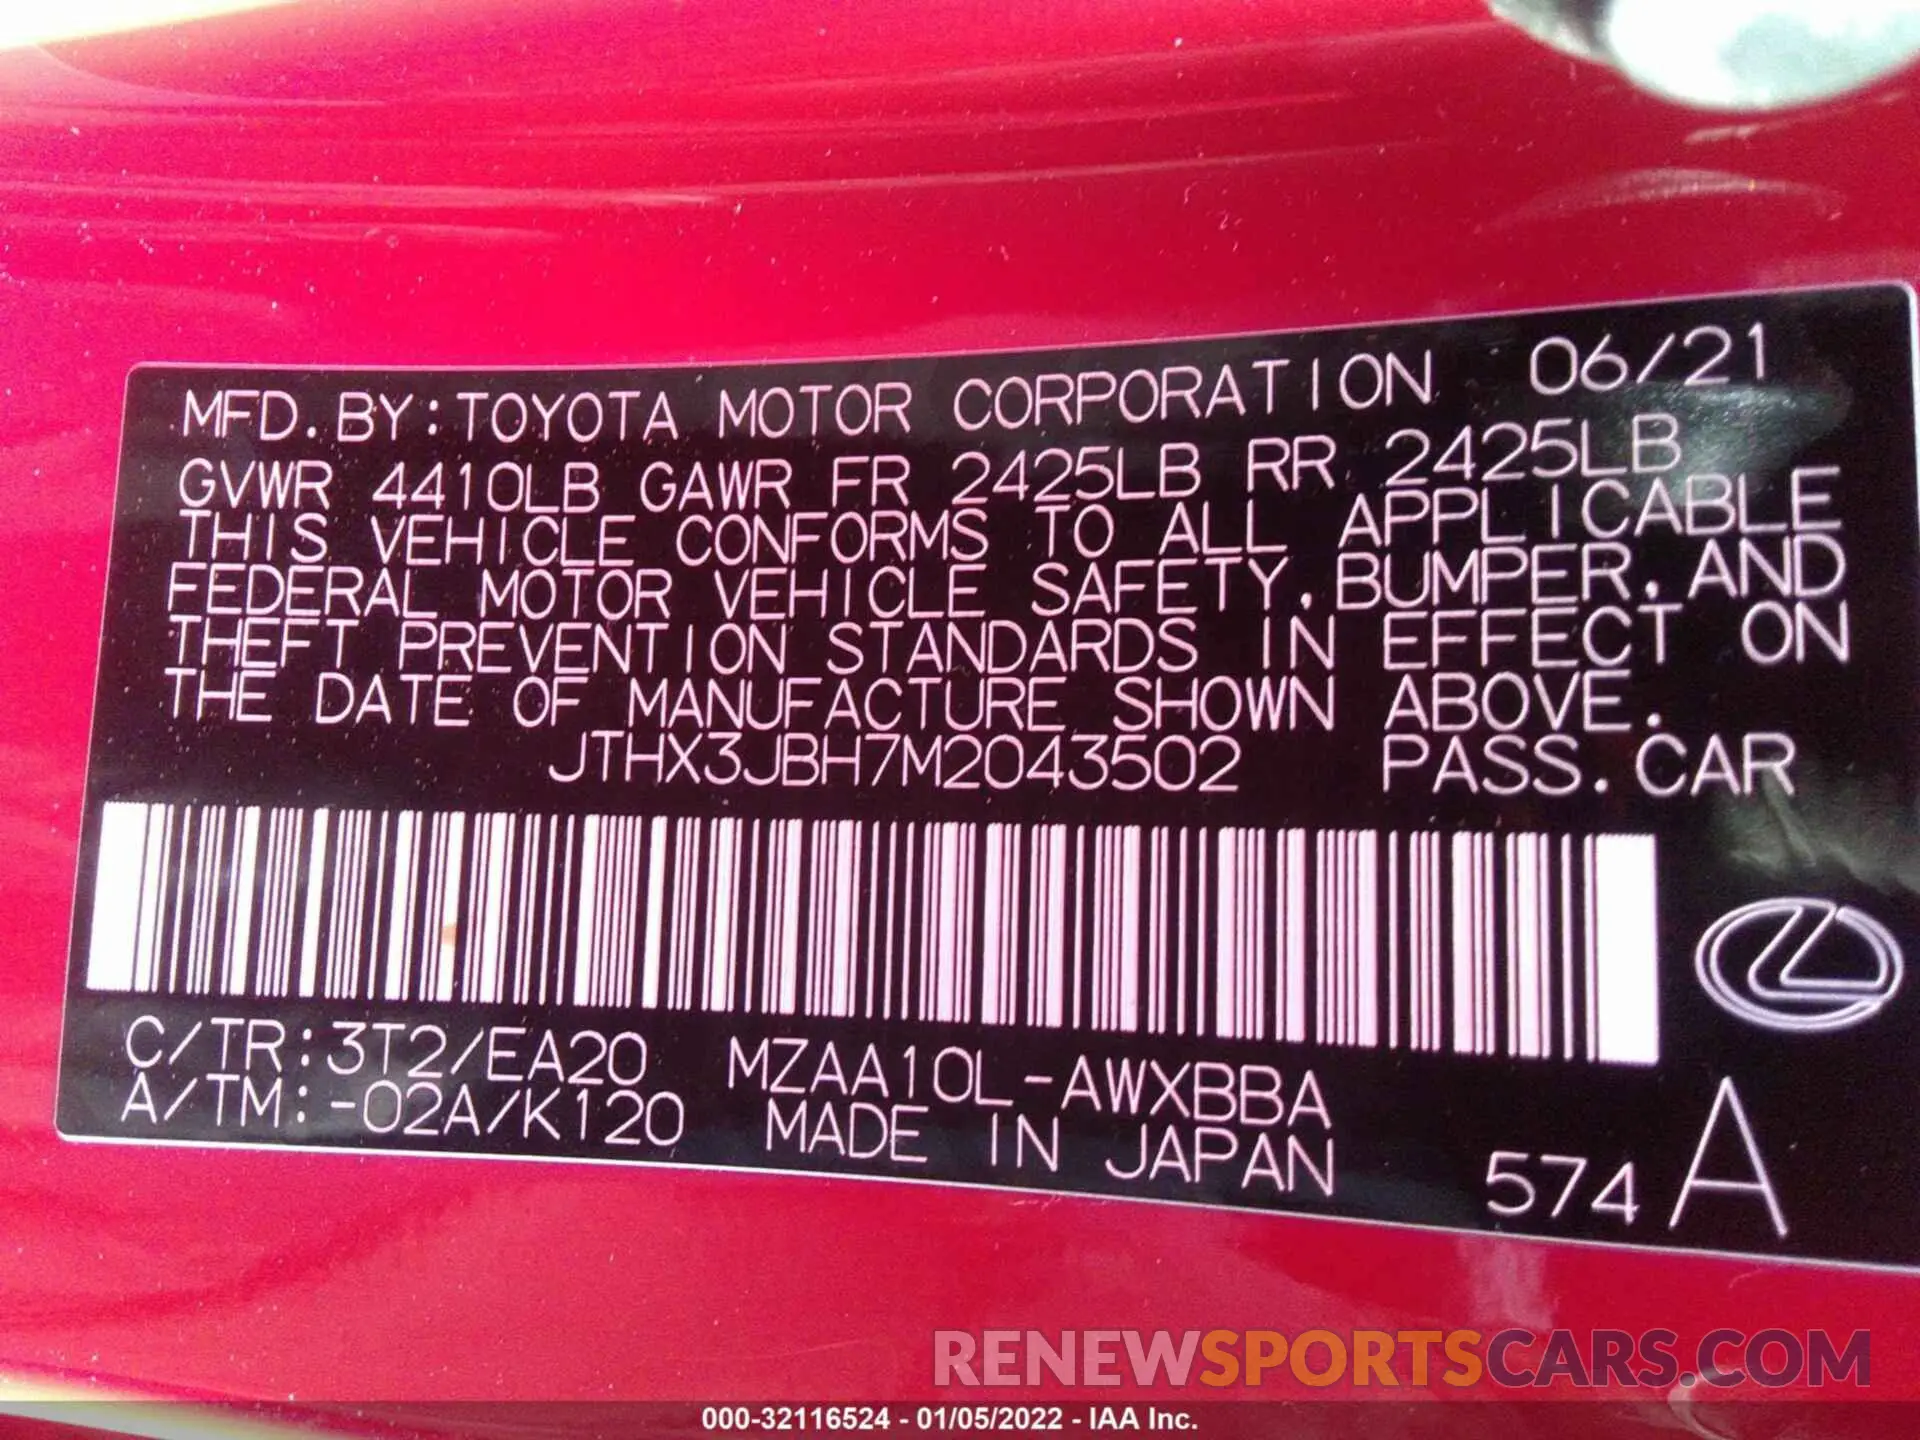 MFD. BY: TOYOTA MOTOR CORPORATION 06/21
GVWR 4410LB GAWR FR 2425LB RR 2425LB
THIS VEHICLE CONFORMS TO ALL APPLICABLE
FEDERAL MOTOR VEHICLE SAFETY, BUMPER, AND
THEFT PREVENTION STANDARDS IN EFFECT ON
THE DATE OF MANUFACTURE SHOWN ABOVE.
JTHX3JBH7M2043502 PASS. CAR
C/TR: 3T2/EA20 MZAA10L-AWXBBA
A/TM: -02A/K120 MADE IN JAPAN 574 A
RENEWSPORTSCARS.COM
000-32116524 - 01/05/2022 - IAA Inc.